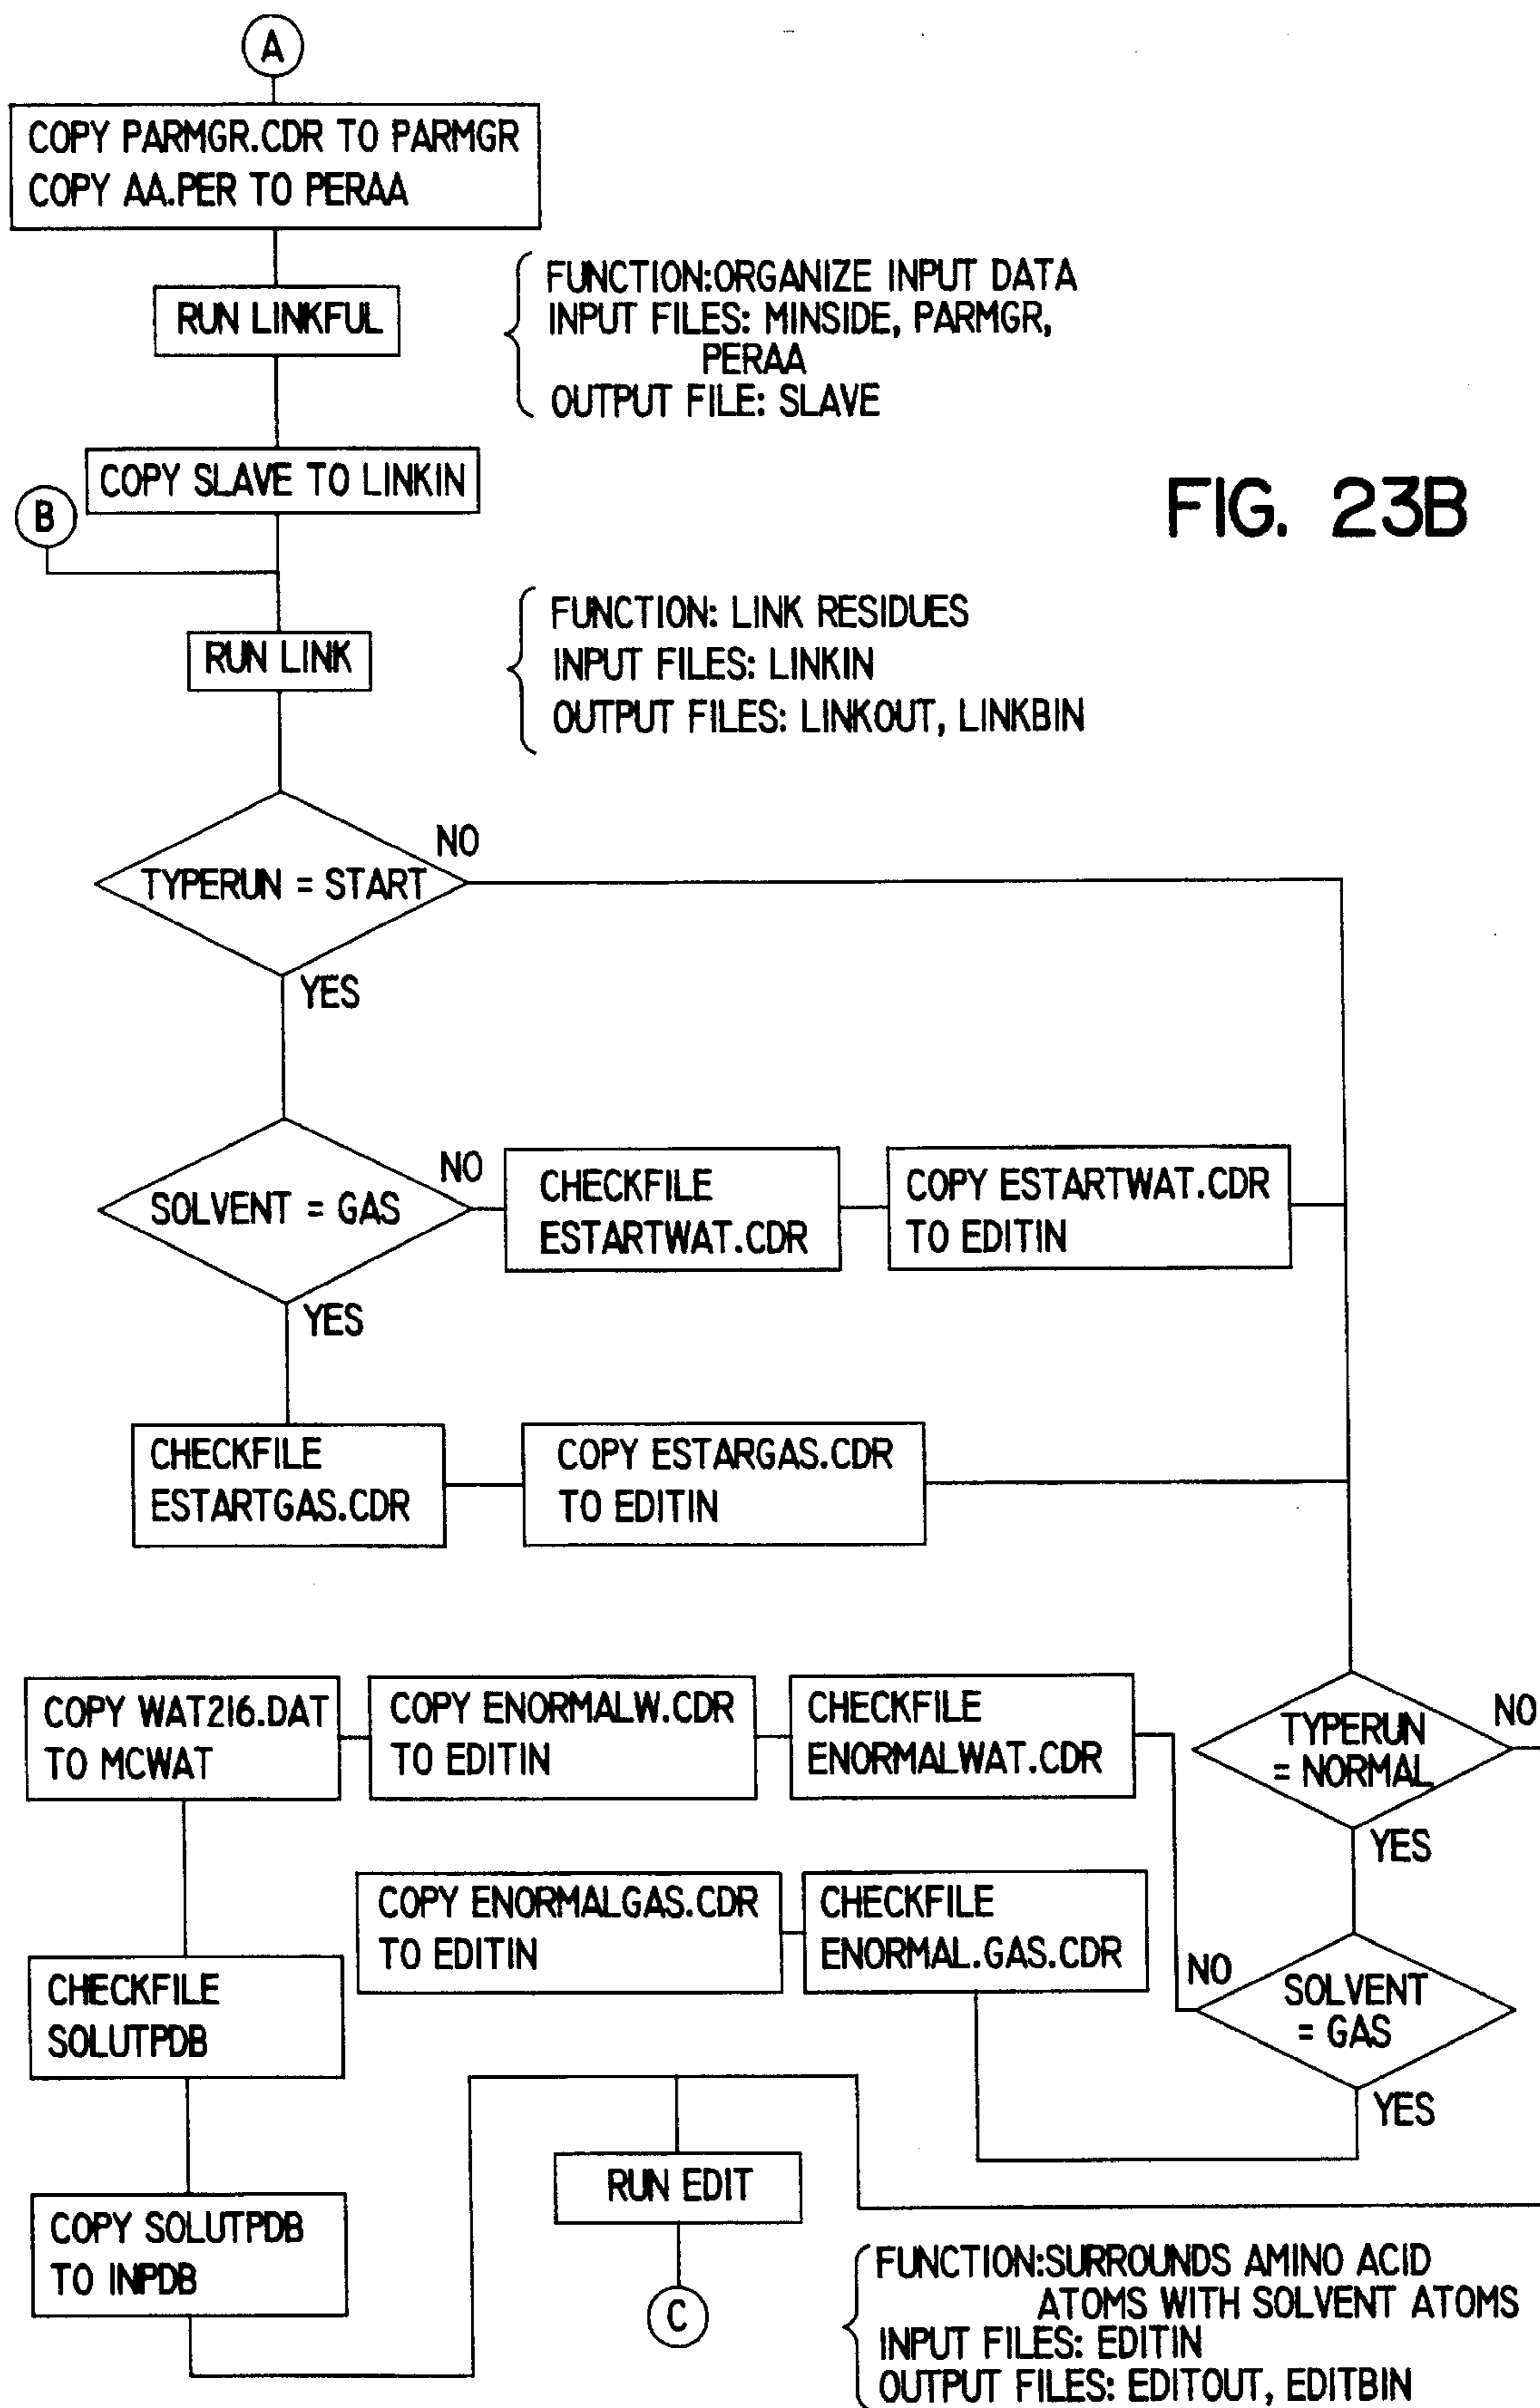 A
COPY PARMGR.CDR TO PARMGR
COPY AA.PER TO PERAA
RUN LINKFUL
FUNCTION:ORGANIZE INPUT DATA
INPUT FILES: MINSIDE, PARMGR,
PERAA
OUTPUT FILE: SLAVE
COPY SLAVE TO LINKIN
B
FIG. 23B
RUN LINK
FUNCTION: LINK RESIDUES
INPUT FILES: LINKIN
OUTPUT FILES: LINKOUT, LINKBIN
TYPERUN = START
NO
YES
SOLVENT = GAS
NO
CHECKFILE
ESTARTWAT.CDR
COPY ESTARTWAT.CDR
TO EDITIN
YES
CHECKFILE
ESTARTGAS.CDR
COPY ESTARGAS.CDR
TO EDITIN
COPY WAT216.DAT
TO MCWAT
COPY ENORMALW.CDR
TO EDITIN
CHECKFILE
ENORMALWAT.CDR
TYPERUN
= NORMAL
NO
YES
COPY ENORMALGAS.CDR
TO EDITIN
CHECKFILE
ENORMAL.GAS.CDR
NO
SOLVENT
= GAS
YES
CHECKFILE
SOLUTPDB
RUN EDIT
COPY SOLUTPDB
TO INPDB
C
FUNCTION:SURROUNDS AMINO ACID
ATOMS WITH SOLVENT ATOMS
INPUT FILES: EDITIN
OUTPUT FILES: EDITOUT, EDITBIN